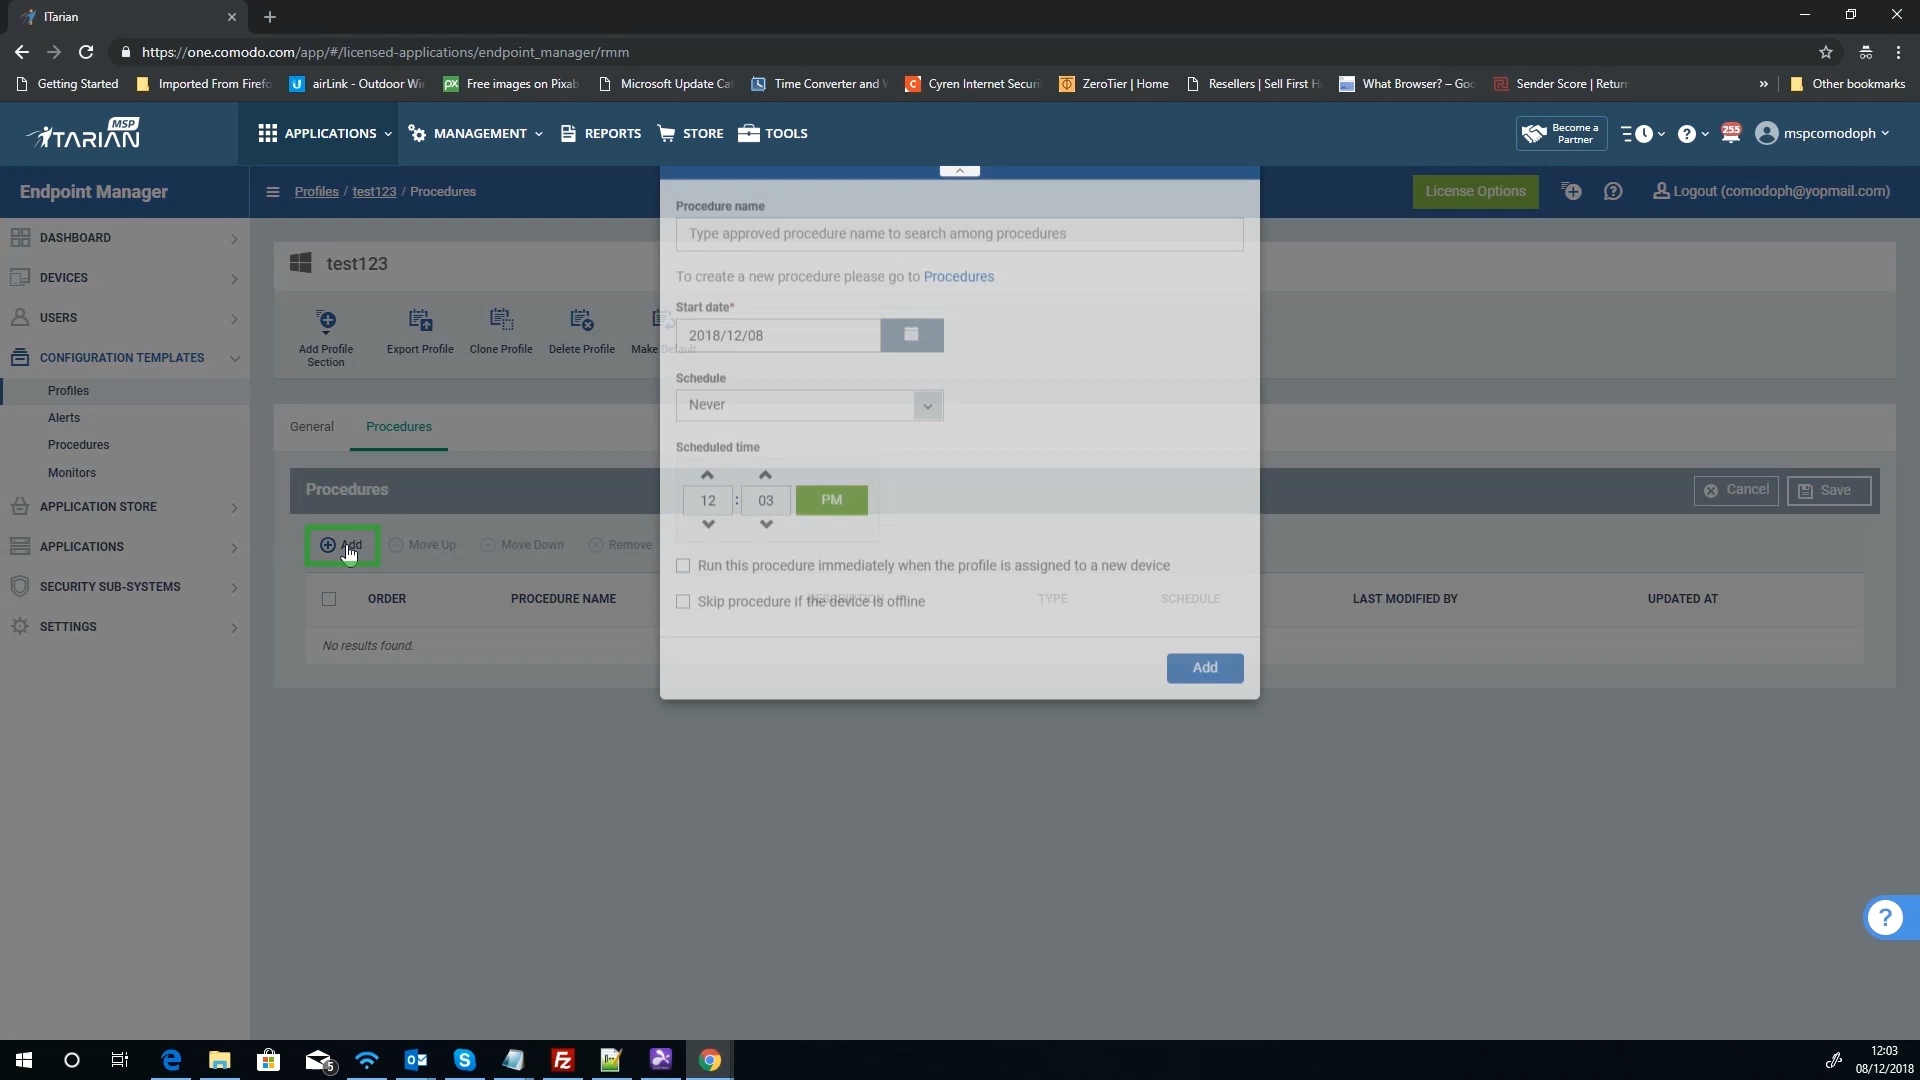 ITarian
https://one.comodo.com/app/#/licensed-applications/endpoint_manager/rmm
Getting Started Imported From Firefo airLink - Outdoor Wir Free images on Pixab Microsoft Update Cat Time Converter and W Cyren Internet Securi ZeroTier | Home Resellers | Sell First H What Browser? – Goo Sender Score | Return » Other bookmarks
ITARIAN MSP APPLICATIONS MANAGEMENT REPORTS STORE TOOLS Become a Partner 255 mspcomodoph
Endpoint Manager Profiles / test123 / Procedures License Options Logout (comodoph@yopmail.com)
DASHBOARD
DEVICES
USERS
CONFIGURATION TEMPLATES
Profiles
Alerts
Procedures
Monitors
APPLICATION STORE
APPLICATIONS
SECURITY SUB-SYSTEMS
SETTINGS
test123
Add Profile Section Export Profile Clone Profile Delete Profile Make Default
General Procedures
Procedures Cancel Save
Add Move Up Move Down Remove
ORDER PROCEDURE NAME DESCRIPTION TYPE SCHEDULE LAST MODIFIED BY UPDATED AT
No results found.
Procedure name
Type approved procedure name to search among procedures
To create a new procedure please go to Procedures
Start date*
2018/12/08
Schedule
Never
Scheduled time
12 : 03 PM
Run this procedure immediately when the profile is assigned to a new device
Skip procedure if the device is offline
Add
?
5
12:03
08/12/2018